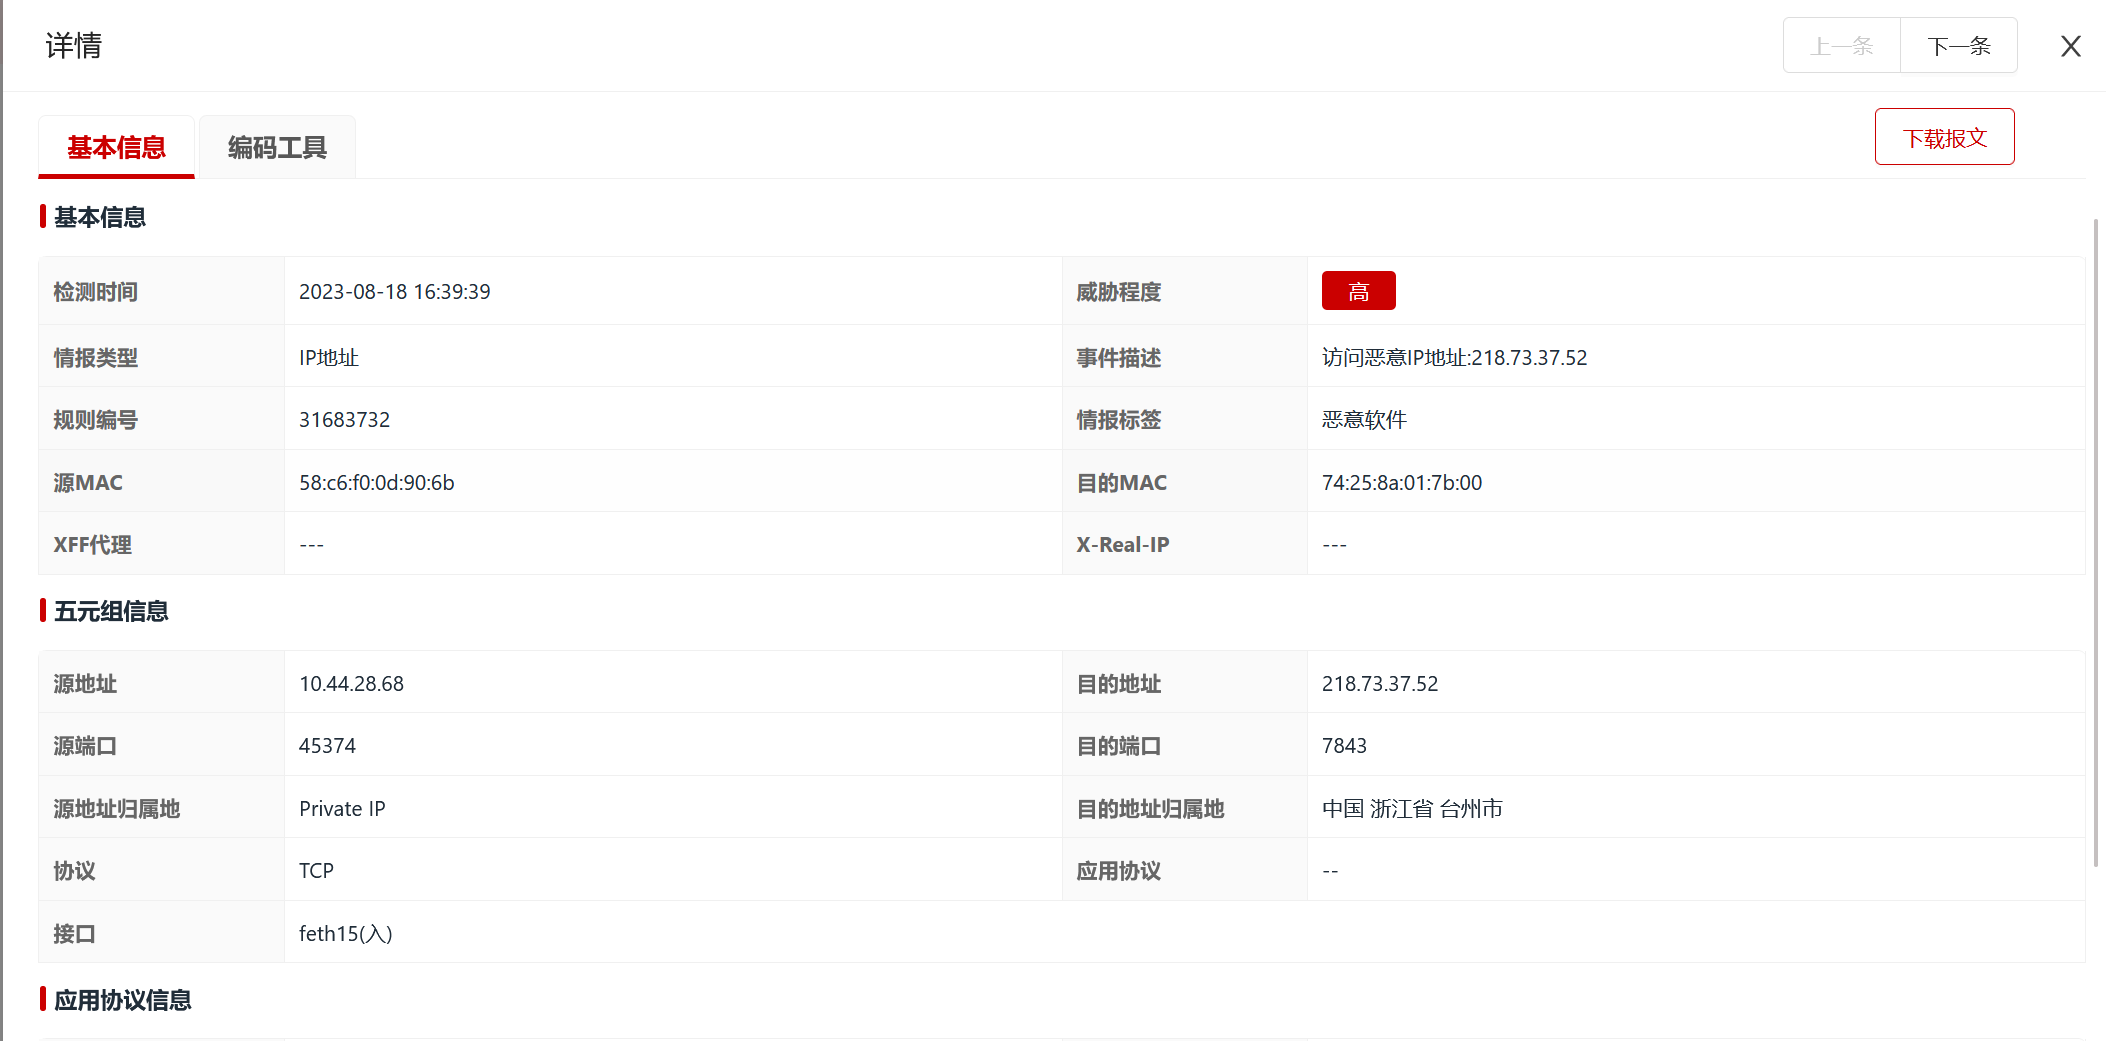 详情
上一条 下一条 X
基本信息 编码工具 下载报文
基本信息
检测时间 2023-08-18 16:39:39 威胁程度 高
情报类型 IP地址 事件描述 访问恶意IP地址:218.73.37.52
规则编号 31683732 情报标签 恶意软件
源MAC 58:c6:f0:0d:90:6b 目的MAC 74:25:8a:01:7b:00
XFF代理 --- X-Real-IP ---
五元组信息
源地址 10.44.28.68 目的地址 218.73.37.52
源端口 45374 目的端口 7843
源地址归属地 Private IP 目的地址归属地 中国 浙江省 台州市
协议 TCP 应用协议 --
接口 feth15(入)
应用协议信息